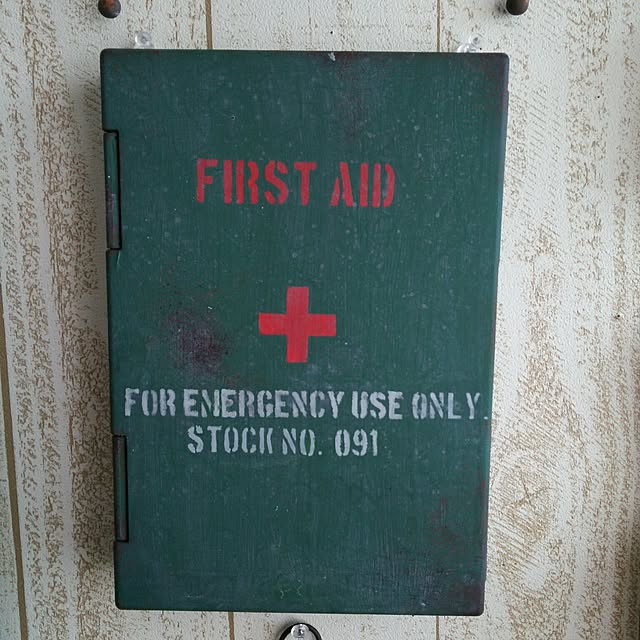 FIRST AID
FOR EMERGENCY USE ONLY.
STOCK NO. 091